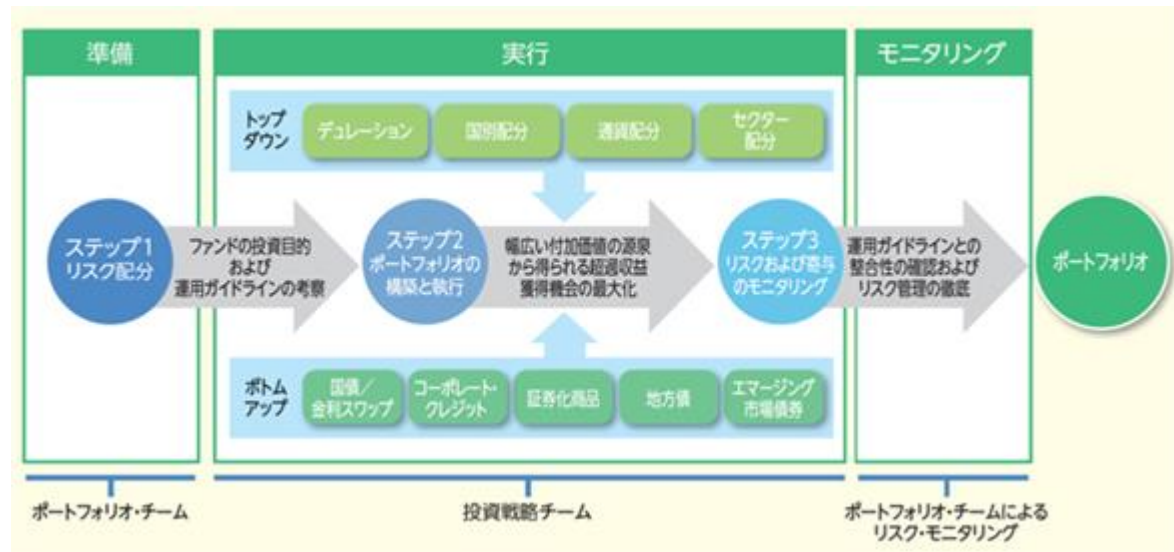 準備
実行
モニタリング
トップ
ダウン
デュレーション
国別配分
通貨配分
セクター
配分
ステップ1
リスク配分
ファンドの投資目的
および
運用ガイドラインの考察
ステップ2
ポートフォリオの
構築と執行
幅広い付加価値の源泉
から得られる超過収益
獲得機会の最大化
ステップ3
リスクおよび寄与
のモニタリング
運用ガイドラインとの
整合性の確認および
リスク管理の徹底
ポートフォリオ
ボトム
アップ
国債／
金利スワップ
コーポレート・
クレジット
証券化商品
地方債
エマージング
市場債券
ポートフォリオ・チーム
投資戦略チーム
ポートフォリオ・チームによる
リスク・モニタリング